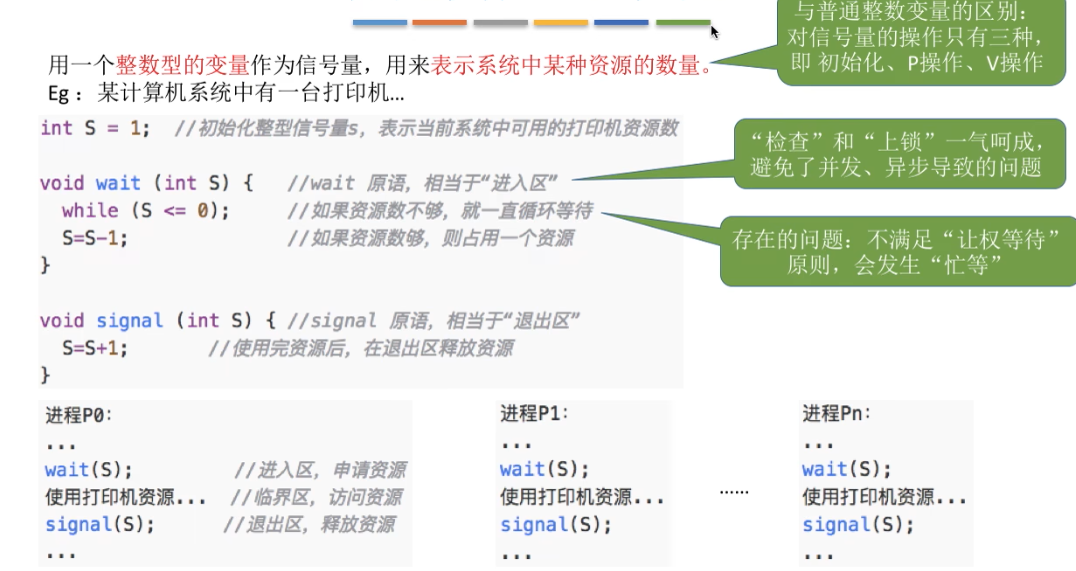 与普通整数变量的区别：
对信号量的操作只有三种，
即 初始化、P操作、V操作
用一个整数型的变量作为信号量，用来表示系统中某种资源的数量。
Eg： 某计算机系统中有一台打印机...
int S = 1;  //初始化整型信号量s，表示当前系统中可用的打印机资源数
“检查”和“上锁”一气呵成，
避免了并发、异步导致的问题
void wait (int S) {   //wait 原语，相当于“进入区”
while (S <= 0);     //如果资源数不够，就一直循环等待
S=S-1;              //如果资源数够，则占用一个资源
}
存在的问题：不满足“让权等待”
原则，会发生“忙等”
void signal (int S) { //signal 原语，相当于“退出区”
S=S+1;       //使用完资源后，在退出区释放资源
}
进程P0：
...
wait(S);        //进入区，申请资源
使用打印机资源...  //临界区，访问资源
signal(S);      //退出区，释放资源
...
进程P1：
...
wait(S);
使用打印机资源...
signal(S);
...
......
进程Pn：
...
wait(S);
使用打印机资源...
signal(S);
...